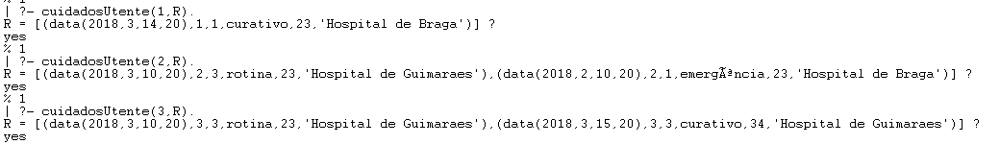 % 1
| ?- cuidadosUtente(1,R).
R = [(data(2018,3,14,20),1,1,curativo,23,'Hospital de Braga')] ?
yes
% 1
| ?- cuidadosUtente(2,R).
R = [(data(2018,3,10,20),2,3,rotina,23,'Hospital de Guimaraes'),(data(2018,2,10,20),2,1,emergÃªncia,23,'Hospital de Braga')] ?
yes
% 1
| ?- cuidadosUtente(3,R).
R = [(data(2018,3,10,20),3,3,rotina,23,'Hospital de Guimaraes'),(data(2018,3,15,20),3,3,curativo,34,'Hospital de Guimaraes')] ?
yes